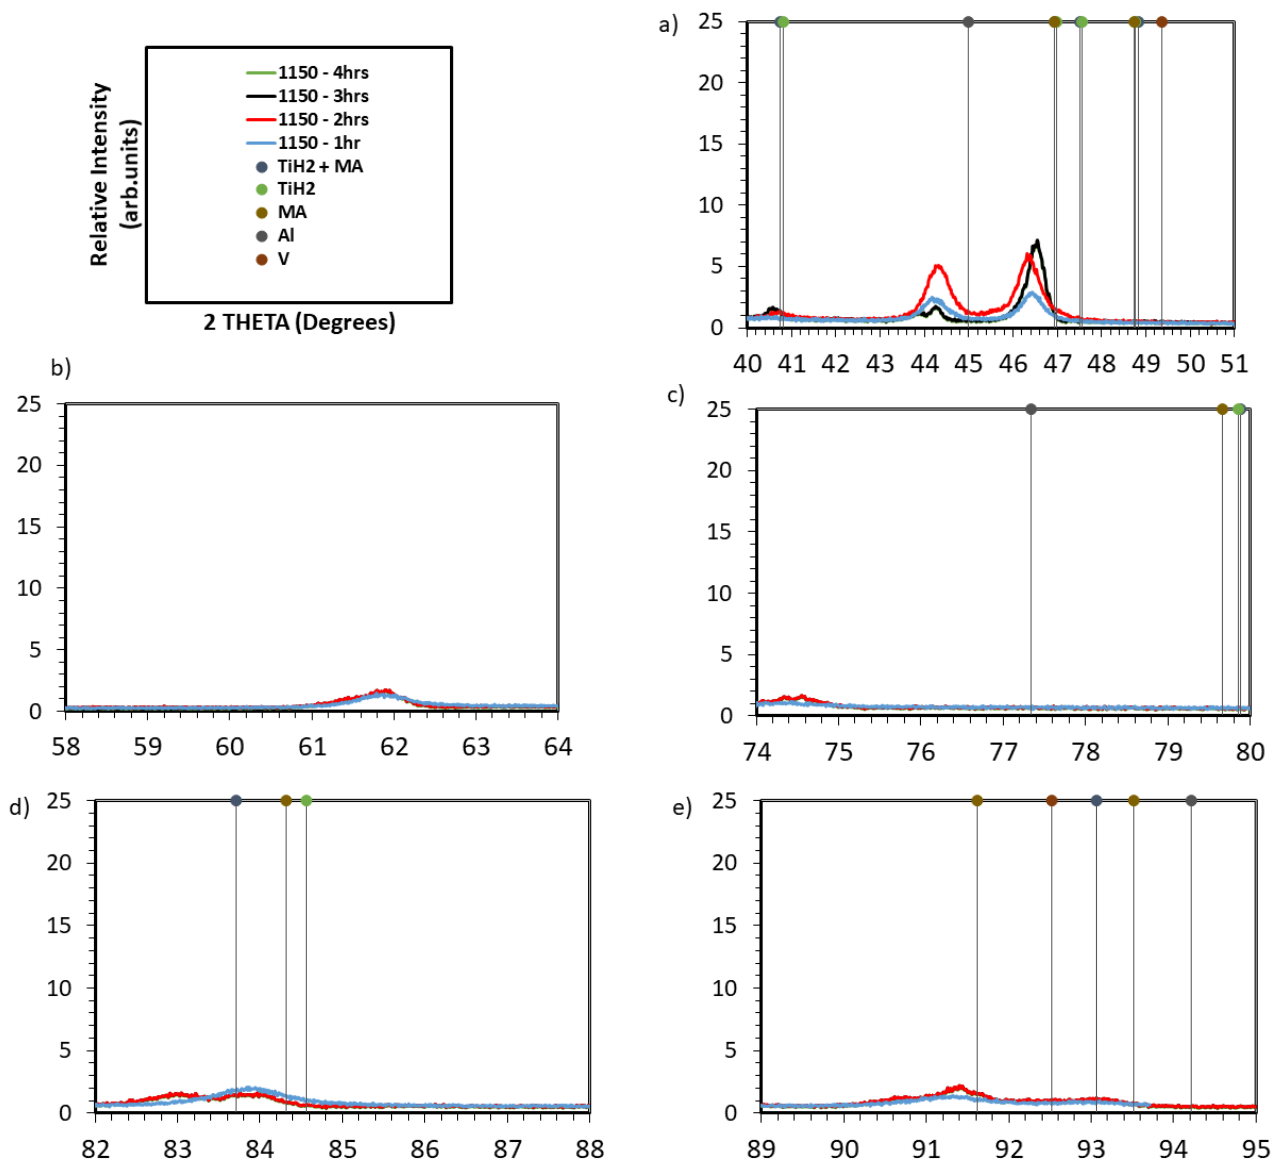 a)
25
20
15
10
5
0
40 41 42 43 44 45 46 47 48 49 50 51
Relative Intensity
(arb.units)
1150 - 4hrs
1150 - 3hrs
1150 - 2hrs
1150 - 1hr
TiH2 + MA
TiH2
MA
Al
V
2 THETA (Degrees)
b)
25
20
15
10
5
0
58 59 60 61 62 63 64
c)
25
20
15
10
5
0
74 75 76 77 78 79 80
d)
25
20
15
10
5
0
82 83 84 85 86 87 88
e)
25
20
15
10
5
0
89 90 91 92 93 94 95